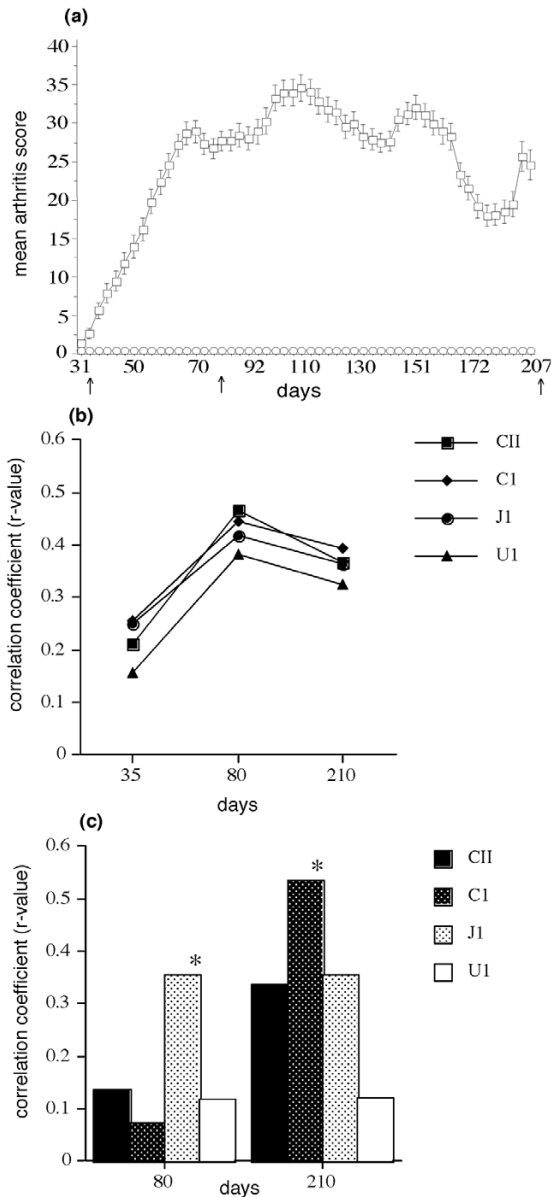 (a)
mean arthritis score
40
35
30
25
20
15
10
5
0
31 50 70 92 110 130 151 172 207
↑ ↑ days ↑
(b)
correlation coefficient (r-value)
0.6
0.5
0.4
0.3
0.2
0.1
0
35 80 210
days
CII
C1
J1
U1
(c)
correlation coefficient (r-value)
0.6
0.5
0.4
0.3
0.2
0.1
0
*
*
80 210
days
CII
C1
J1
U1